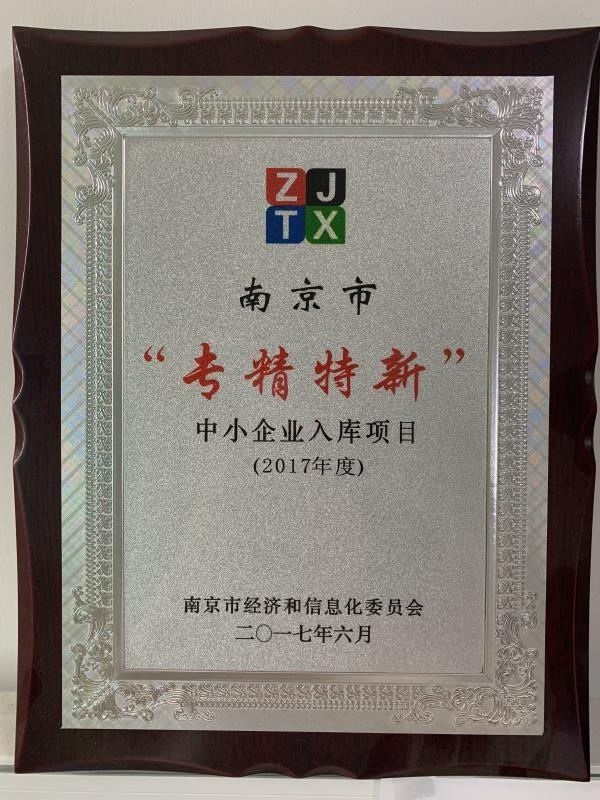 ZJ
TX
南京市
“专精特新”
中小企业入库项目
(2017年度)
南京市经济和信息化委员会
二〇一七年六月